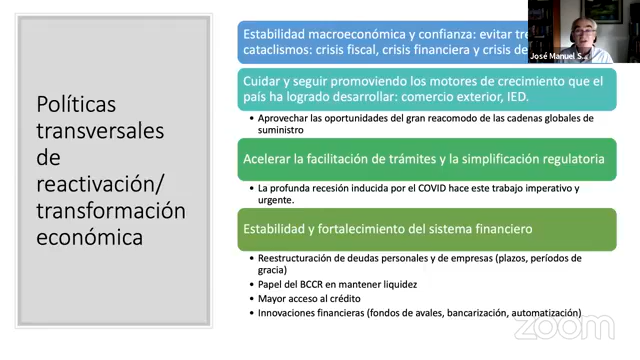 Políticas
transversales
de
reactivación/
transformación
económica
Estabilidad macroeconómica y confianza: evitar
cataclismos: crisis fiscal, crisis financiera y crisis
Cuidar y seguir promoviendo los motores de crecimiento que el
país ha logrado desarrollar: comercio exterior, IED.
• Aprovechar las oportunidades del gran reacomodo de las cadenas globales de
suministro
Acelerar la facilitación de trámites y la simplificación regulatoria
• La profunda recesión inducida por el COVID hace este trabajo imperativo y
urgente.
Estabilidad y fortalecimiento del sistema financiero
• Reestructuración de deudas personales y de empresas (plazos, períodos de
gracia)
• Papel del BCCR en mantener liquidez
• Mayor acceso al crédito
• Innovaciones financieras (fondos de avales, bancarización, automatización)
José Manuel S...
zoom